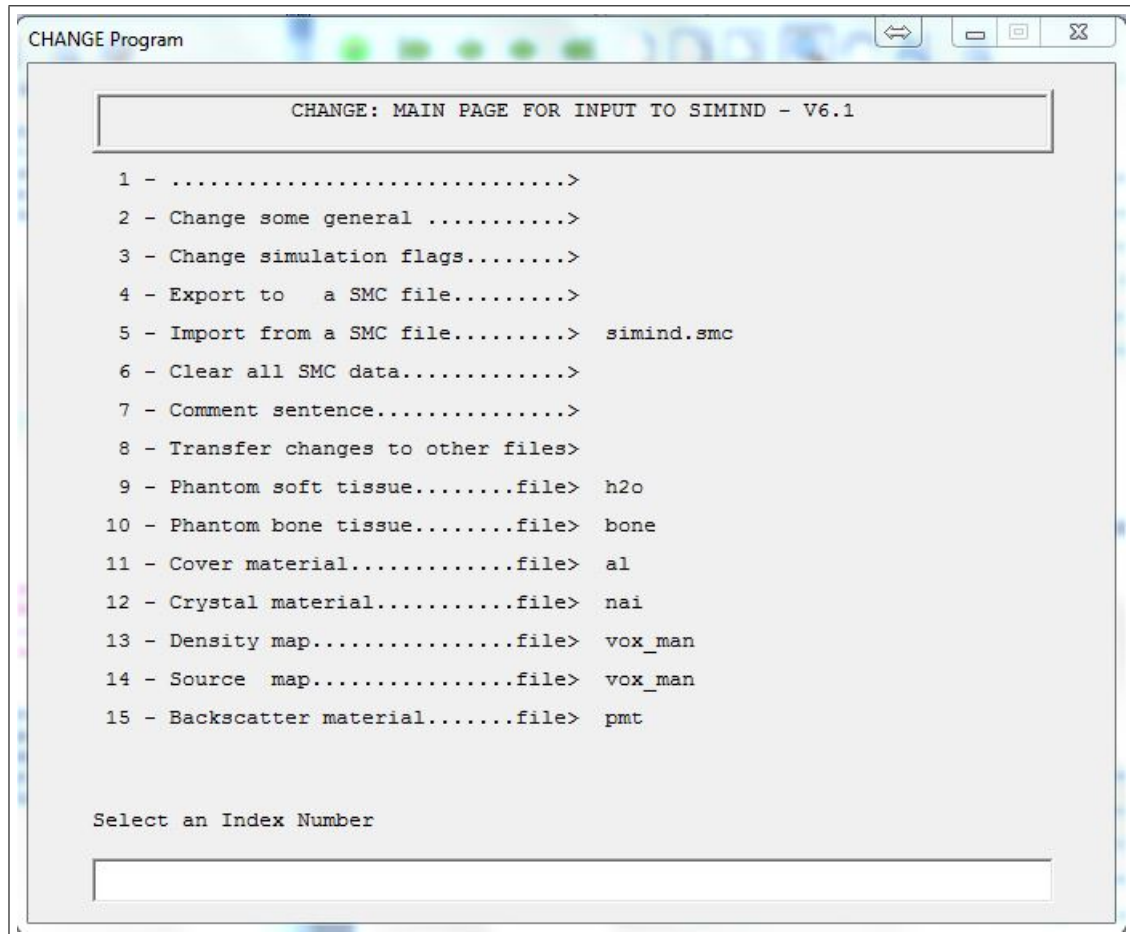 CHANGE Program
CHANGE: MAIN PAGE FOR INPUT TO SIMIND - V6.1
1 - ...............................>
2 - Change some general ...........>
3 - Change simulation flags........>
4 - Export to   a SMC file.........>
5 - Import from a SMC file.........>  simind.smc
6 - Clear all SMC data.............>
7 - Comment sentence...............>
8 - Transfer changes to other files>
9 - Phantom soft tissue........file>  h2o
10 - Phantom bone tissue........file>  bone
11 - Cover material.............file>  al
12 - Crystal material...........file>  nai
13 - Density map................file>  vox_man
14 - Source  map................file>  vox_man
15 - Backscatter material.......file>  pmt
Select an Index Number